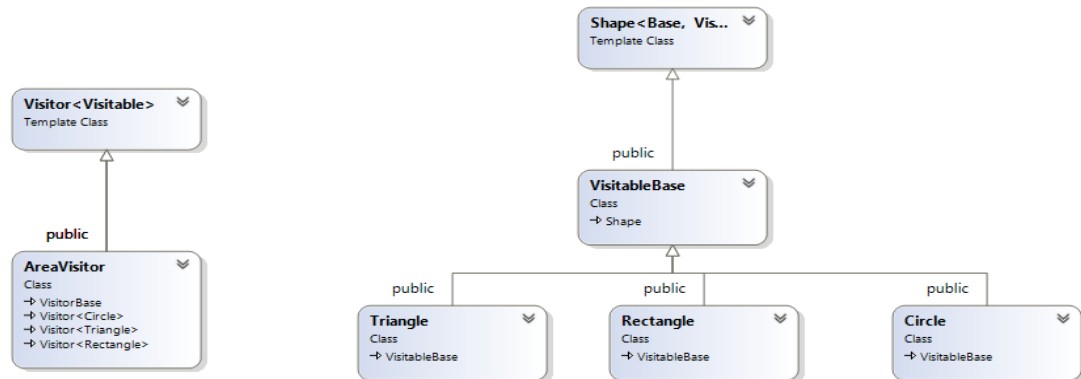 Shape<Base, Vis...
Template Class
Visitor<Visitable>
Template Class
public
VisitableBase
Class
Shape
public
AreaVisitor
Class
VisitorBase
Visitor<Circle>
Visitor<Triangle>
Visitor<Rectangle>
public
public
public
Triangle
Class
VisitableBase
Rectangle
Class
VisitableBase
Circle
Class
VisitableBase